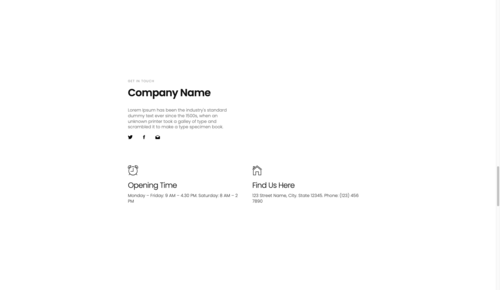 GET IN TOUCH
Company Name
Lorem Ipsum has been the industry's standard
dummy text ever since the 1500s, when an
unknown printer took a galley of type and
scrambled it to make a type specimen book.
Opening Time
Monday – Friday: 8 AM – 4:30 PM Saturday: 8 AM – 2
PM
Find Us Here
123 Street Name, City, State 12345. Phone: (123) 456
7890